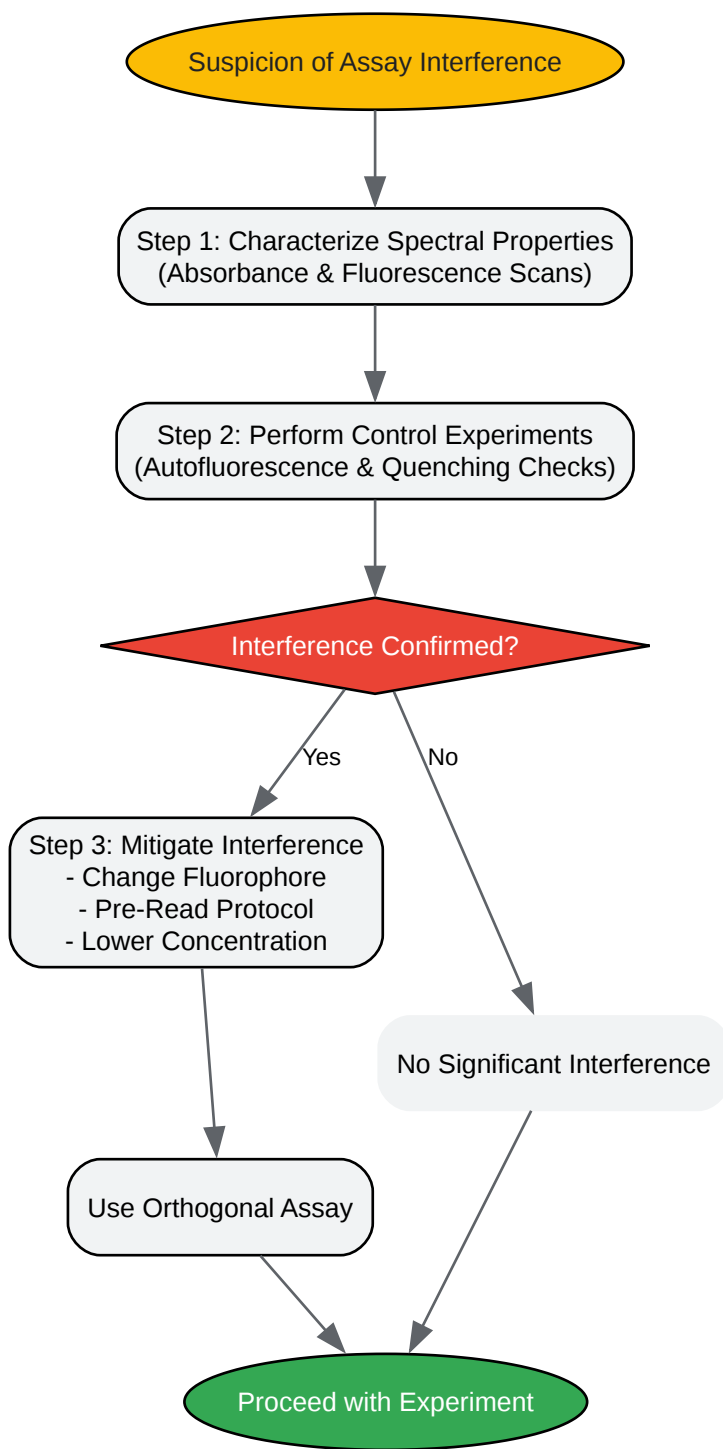 Suspicion of Assay Interference
Step 1: Characterize Spectral Properties
(Absorbance & Fluorescence Scans)
Step 2: Perform Control Experiments
(Autofluorescence & Quenching Checks)
Interference Confirmed?
Yes
No
Step 3: Mitigate Interference
- Change Fluorophore
- Pre-Read Protocol
- Lower Concentration
No Significant Interference
Use Orthogonal Assay
Proceed with Experiment